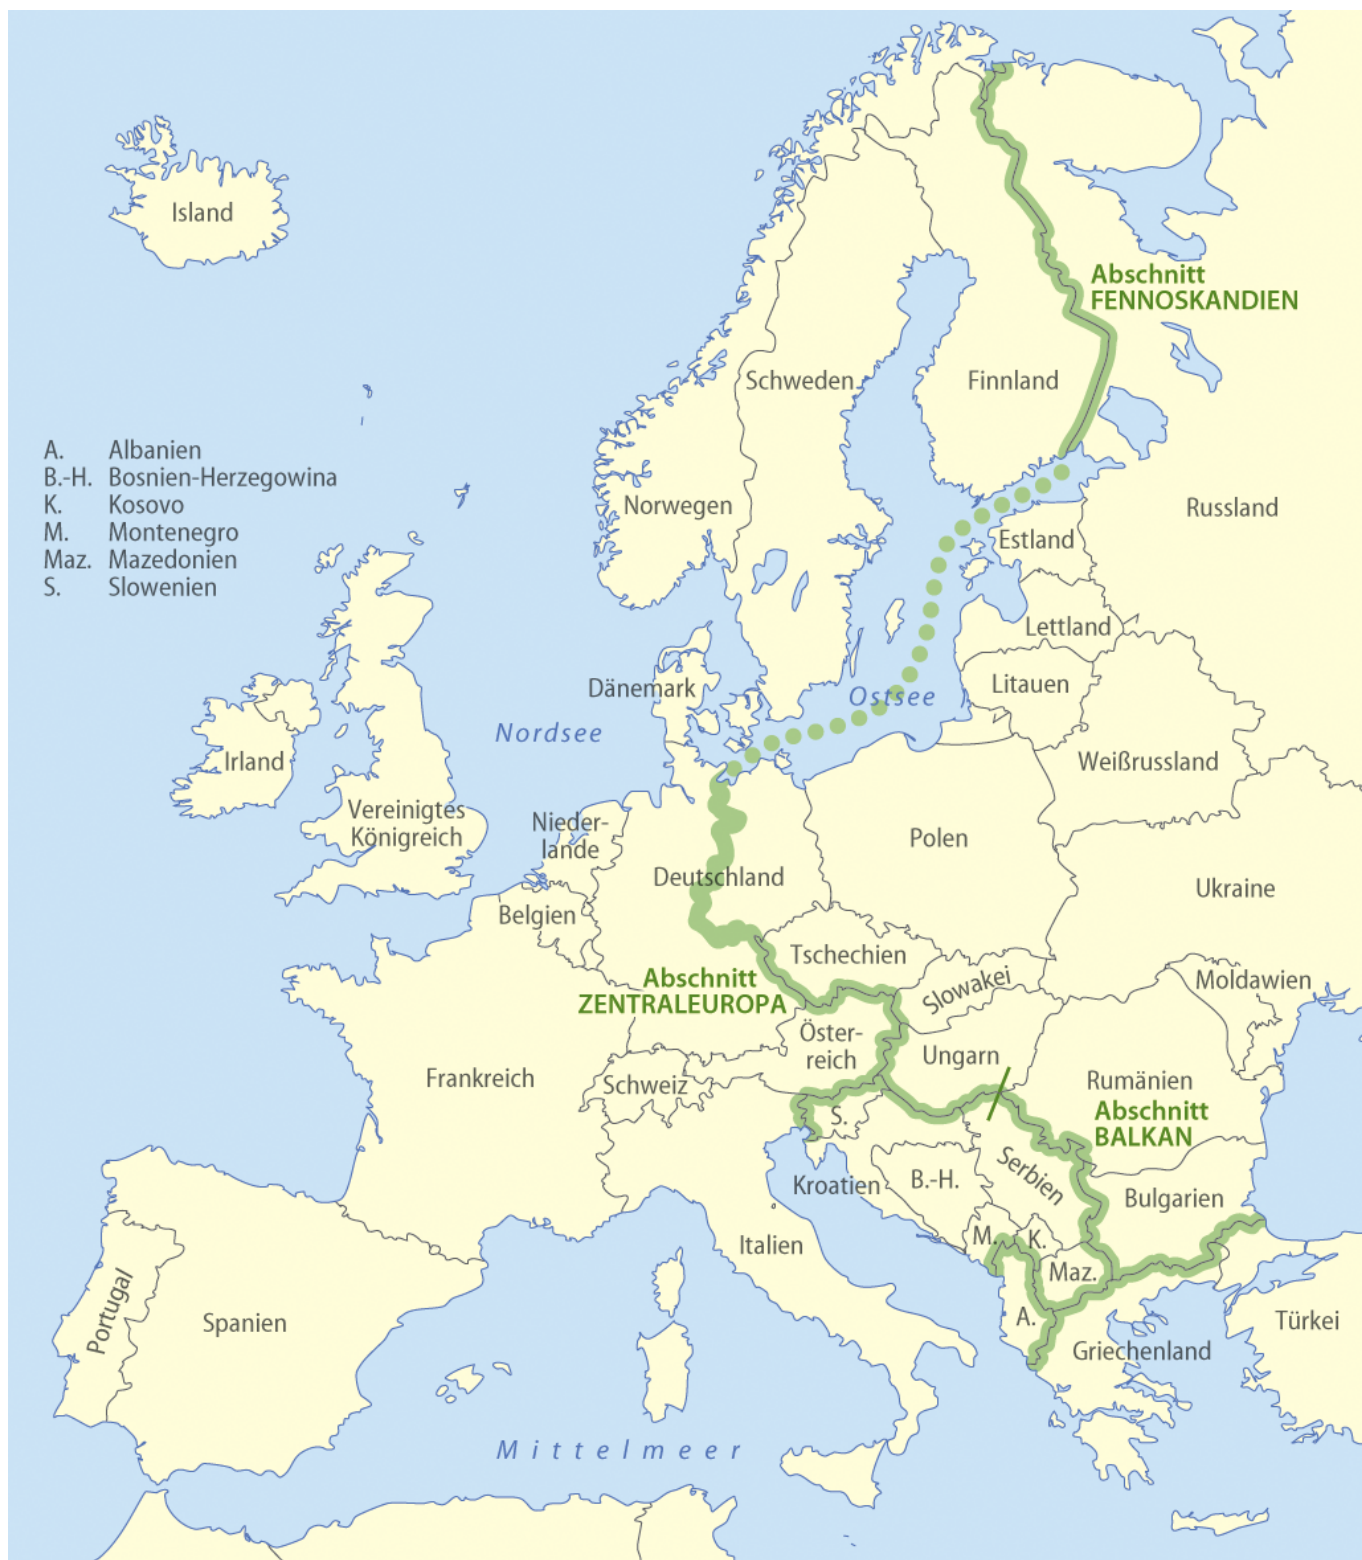 Island
Abschnitt
FENNOSKANDIEN
Schweden
Finnland
A. Albanien
B.-H. Bosnien-Herzegowina
K. Kosovo
M. Montenegro
Maz. Mazedonien
S. Slowenien
Norwegen
Russland
Estland
Lettland
Dänemark
Litauen
Ostsee
Nordsee
Irland
Weißrussland
Vereinigtes
Königreich
Nieder-
lande
Polen
Deutschland
Ukraine
Belgien
Tschechien
Abschnitt
ZENTRALEUROPA
Slowakei
Moldawien
Öster-
reich
Ungarn
Frankreich
Schweiz
Rumänien
Abschnitt
BALKAN
S.
Kroatien
B.-H.
Serbien
Bulgarien
Italien
M.
K.
Maz.
Portugal
Spanien
A.
Griechenland
Türkei
Mittelmeer